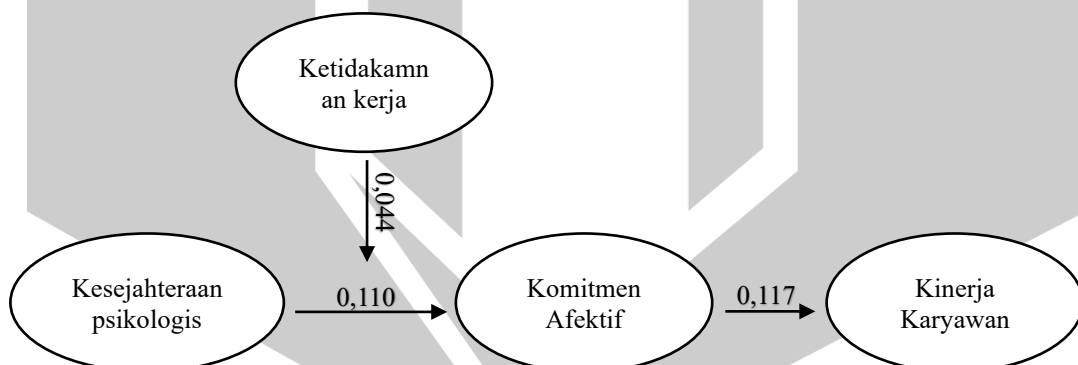 Ketidakamn
an kerja
0,044
Kesejahteraan
psikologis
0,110
Komitmen
Afektif
0,117
Kinerja
Karyawan